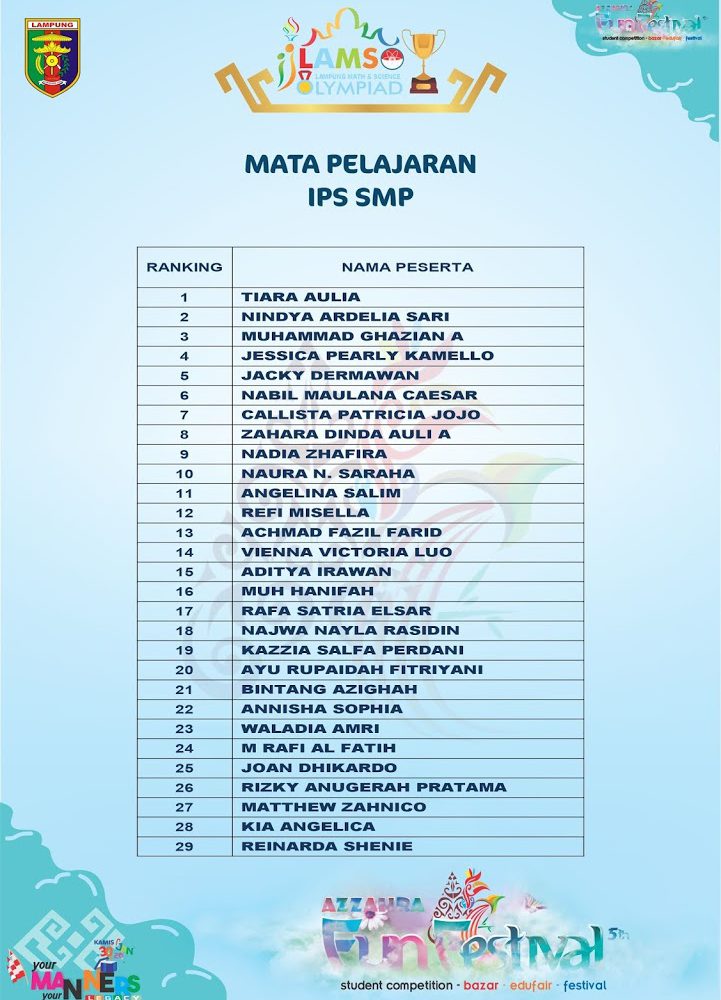 LAMPUNG
LAMSO
LAMPUNG MATH & SCIENCE
OLYMPIAD
AZZAHRA
Fun Festival 5th
student competition - bazar - edufair - festival
MATA PELAJARAN
IPS SMP
RANKING NAMA PESERTA
1 TIARA AULIA
2 NINDYA ARDELIA SARI
3 MUHAMMAD GHAZIAN A
4 JESSICA PEARLY KAMELLO
5 JACKY DERMAWAN
6 NABIL MAULANA CAESAR
7 CALLISTA PATRICIA JOJO
8 ZAHARA DINDA AULI A
9 NADIA ZHAFIRA
10 NAURA N. SARAHA
11 ANGELINA SALIM
12 REFI MISELLA
13 ACHMAD FAZIL FARID
14 VIENNA VICTORIA LUO
15 ADITYA IRAWAN
16 MUH HANIFAH
17 RAFA SATRIA ELSAR
18 NAJWA NAYLA RASIDIN
19 KAZZIA SALFA PERDANI
20 AYU RUPAIDAH FITRIYANI
21 BINTANG AZIGHAH
22 ANNISHA SOPHIA
23 WALADIA AMRI
24 M RAFI AL FATIH
25 JOAN DHIKARDO
26 RIZKY ANUGERAH PRATAMA
27 MATTHEW ZAHNICO
28 KIA ANGELICA
29 REINARDA SHENIE
AZZAHRA
Fun Festival 5th
student competition - bazar - edufair - festival
KAMIS
your
MANNERS
your LEGACY